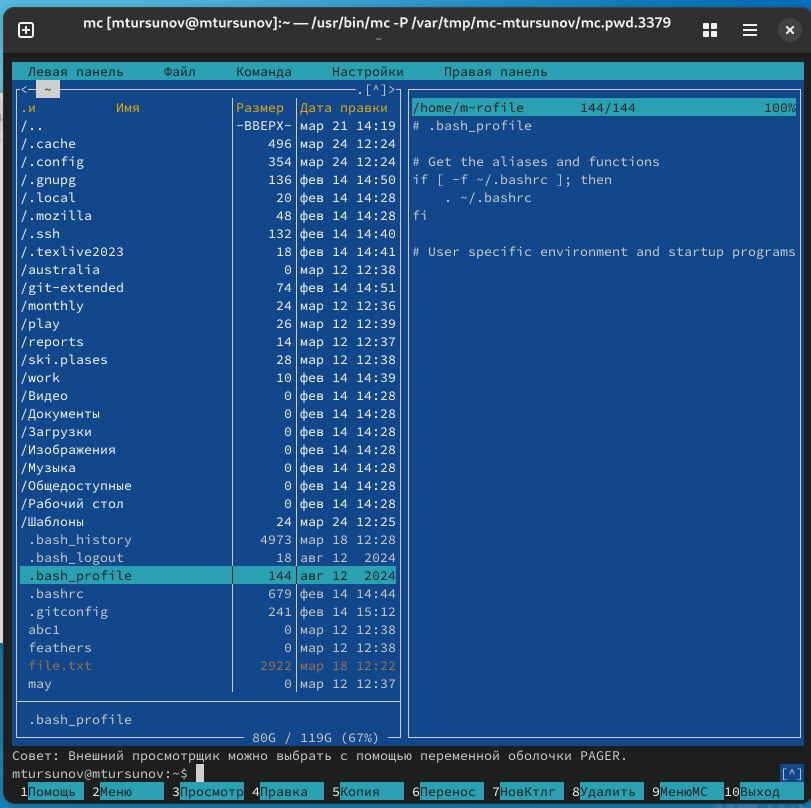 mc [mtursunov@mtursunov]:~ — /usr/bin/mc -P /var/tmp/mc-mtursunov/mc.pwd.3379
~
Левая панель Файл Команда Настройки Правая панель
<- ~ .[^]>
.и Имя Размер Дата правки
/.. -ВВЕРХ- мар 21 14:19
/.cache 496 мар 24 12:24
/.config 354 мар 24 12:24
/.gnupg 136 фев 14 14:50
/.local 20 фев 14 14:28
/.mozilla 48 фев 14 14:28
/.ssh 132 фев 14 14:40
/.texlive2023 18 фев 14 14:41
/australia 0 мар 12 12:38
/git-extended 74 фев 14 14:51
/monthly 24 мар 12 12:36
/play 26 мар 12 12:39
/reports 14 мар 12 12:37
/ski.plases 28 мар 12 12:38
/work 10 фев 14 14:39
/Видео 0 фев 14 14:28
/Документы 0 фев 14 14:28
/Загрузки 0 фев 14 14:28
/Изображения 0 фев 14 14:28
/Музыка 0 фев 14 14:28
/Общедоступные 0 фев 14 14:28
/Рабочий стол 0 фев 14 14:28
/Шаблоны 24 мар 24 12:25
.bash_history 4973 мар 18 12:28
.bash_logout 18 авг 12 2024
.bash_profile 144 авг 12 2024
.bashrc 679 фев 14 14:44
.gitconfig 241 фев 14 15:12
abc1 0 мар 12 12:38
feathers 0 мар 12 12:38
file.txt 2922 мар 18 12:22
may 0 мар 12 12:37
.bash_profile
80G / 119G (67%)
/home/m~rofile 144/144 100%
# .bash_profile
# Get the aliases and functions
if [ -f ~/.bashrc ]; then
. ~/.bashrc
fi
# User specific environment and startup programs
Совет: Внешний просмотрщик можно выбрать с помощью переменной оболочки PAGER.
mtursunov@mtursunov:~$ [^]
1Помощь 2Меню 3Просмотр 4Правка 5Копия 6Перенос 7НовКтлг 8Удалить 9МенюMC 10Выход